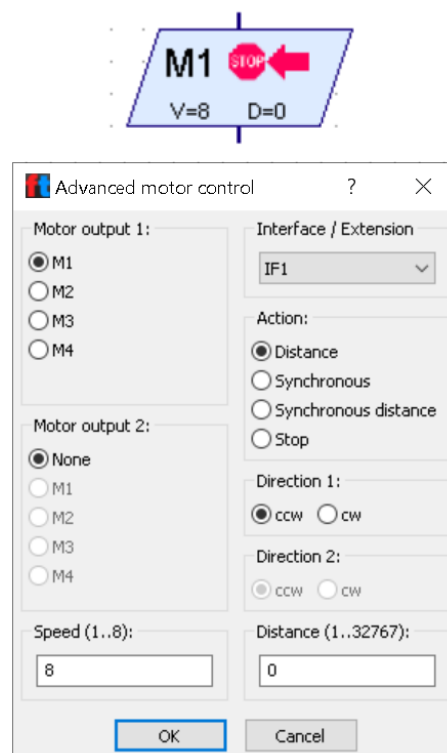 M1 STOP
V=8 D=0
ft Advanced motor control ? X
Motor output 1:
M1
M2
M3
M4
Motor output 2:
None
M1
M2
M3
M4
Speed (1..8):
8
Interface / Extension
IF1
Action:
Distance
Synchronous
Synchronous distance
Stop
Direction 1:
ccw cw
Direction 2:
ccw cw
Distance (1..32767):
0
OK Cancel